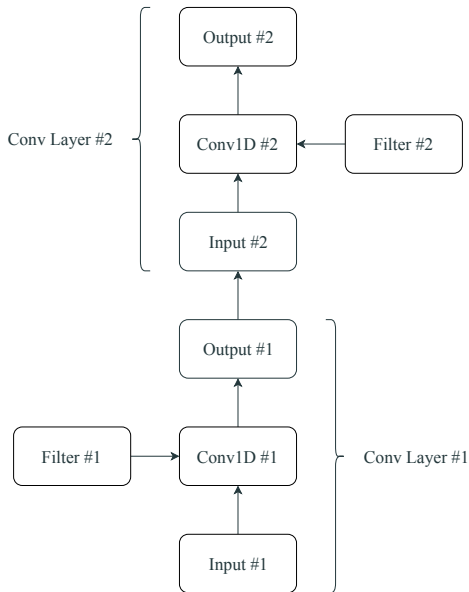 Output #2
Conv Layer #2
Conv1D #2
Filter #2
Input #2
Output #1
Filter #1
Conv1D #1
Conv Layer #1
Input #1